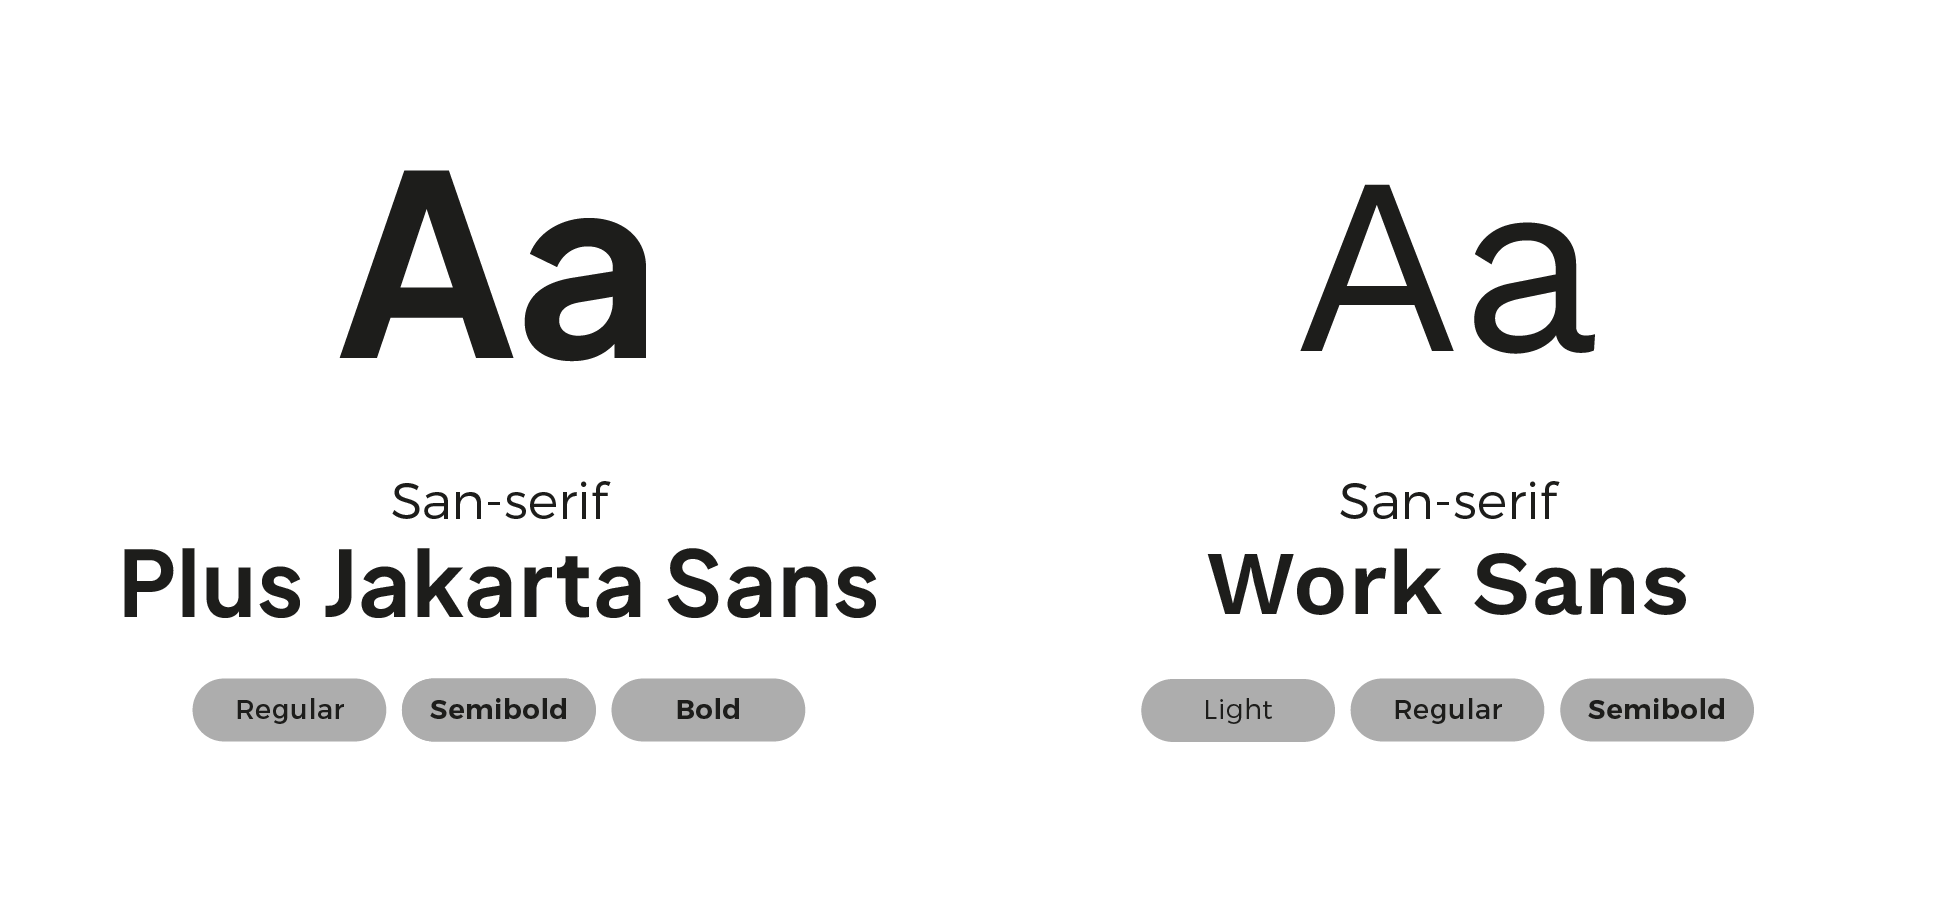 Aa
San-serif
Plus Jakarta Sans
Regular Semibold Bold
Aa
San-serif
Work Sans
Light Regular Semibold